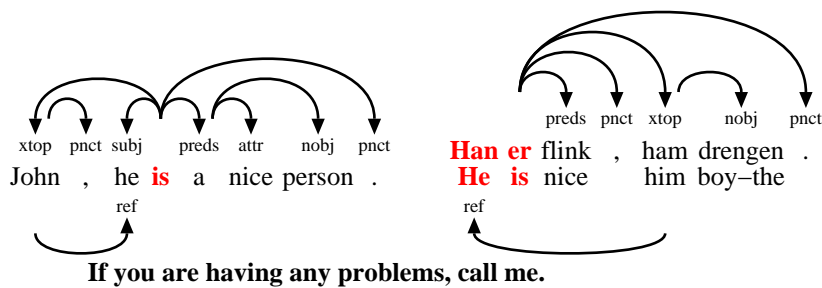 xtop pnct subj preds attr nobj pnct
John , he is a nice person .
ref
preds pnct xtop nobj pnct
Han er flink , ham drengen .
He is nice him boy–the
ref
If you are having any problems, call me.